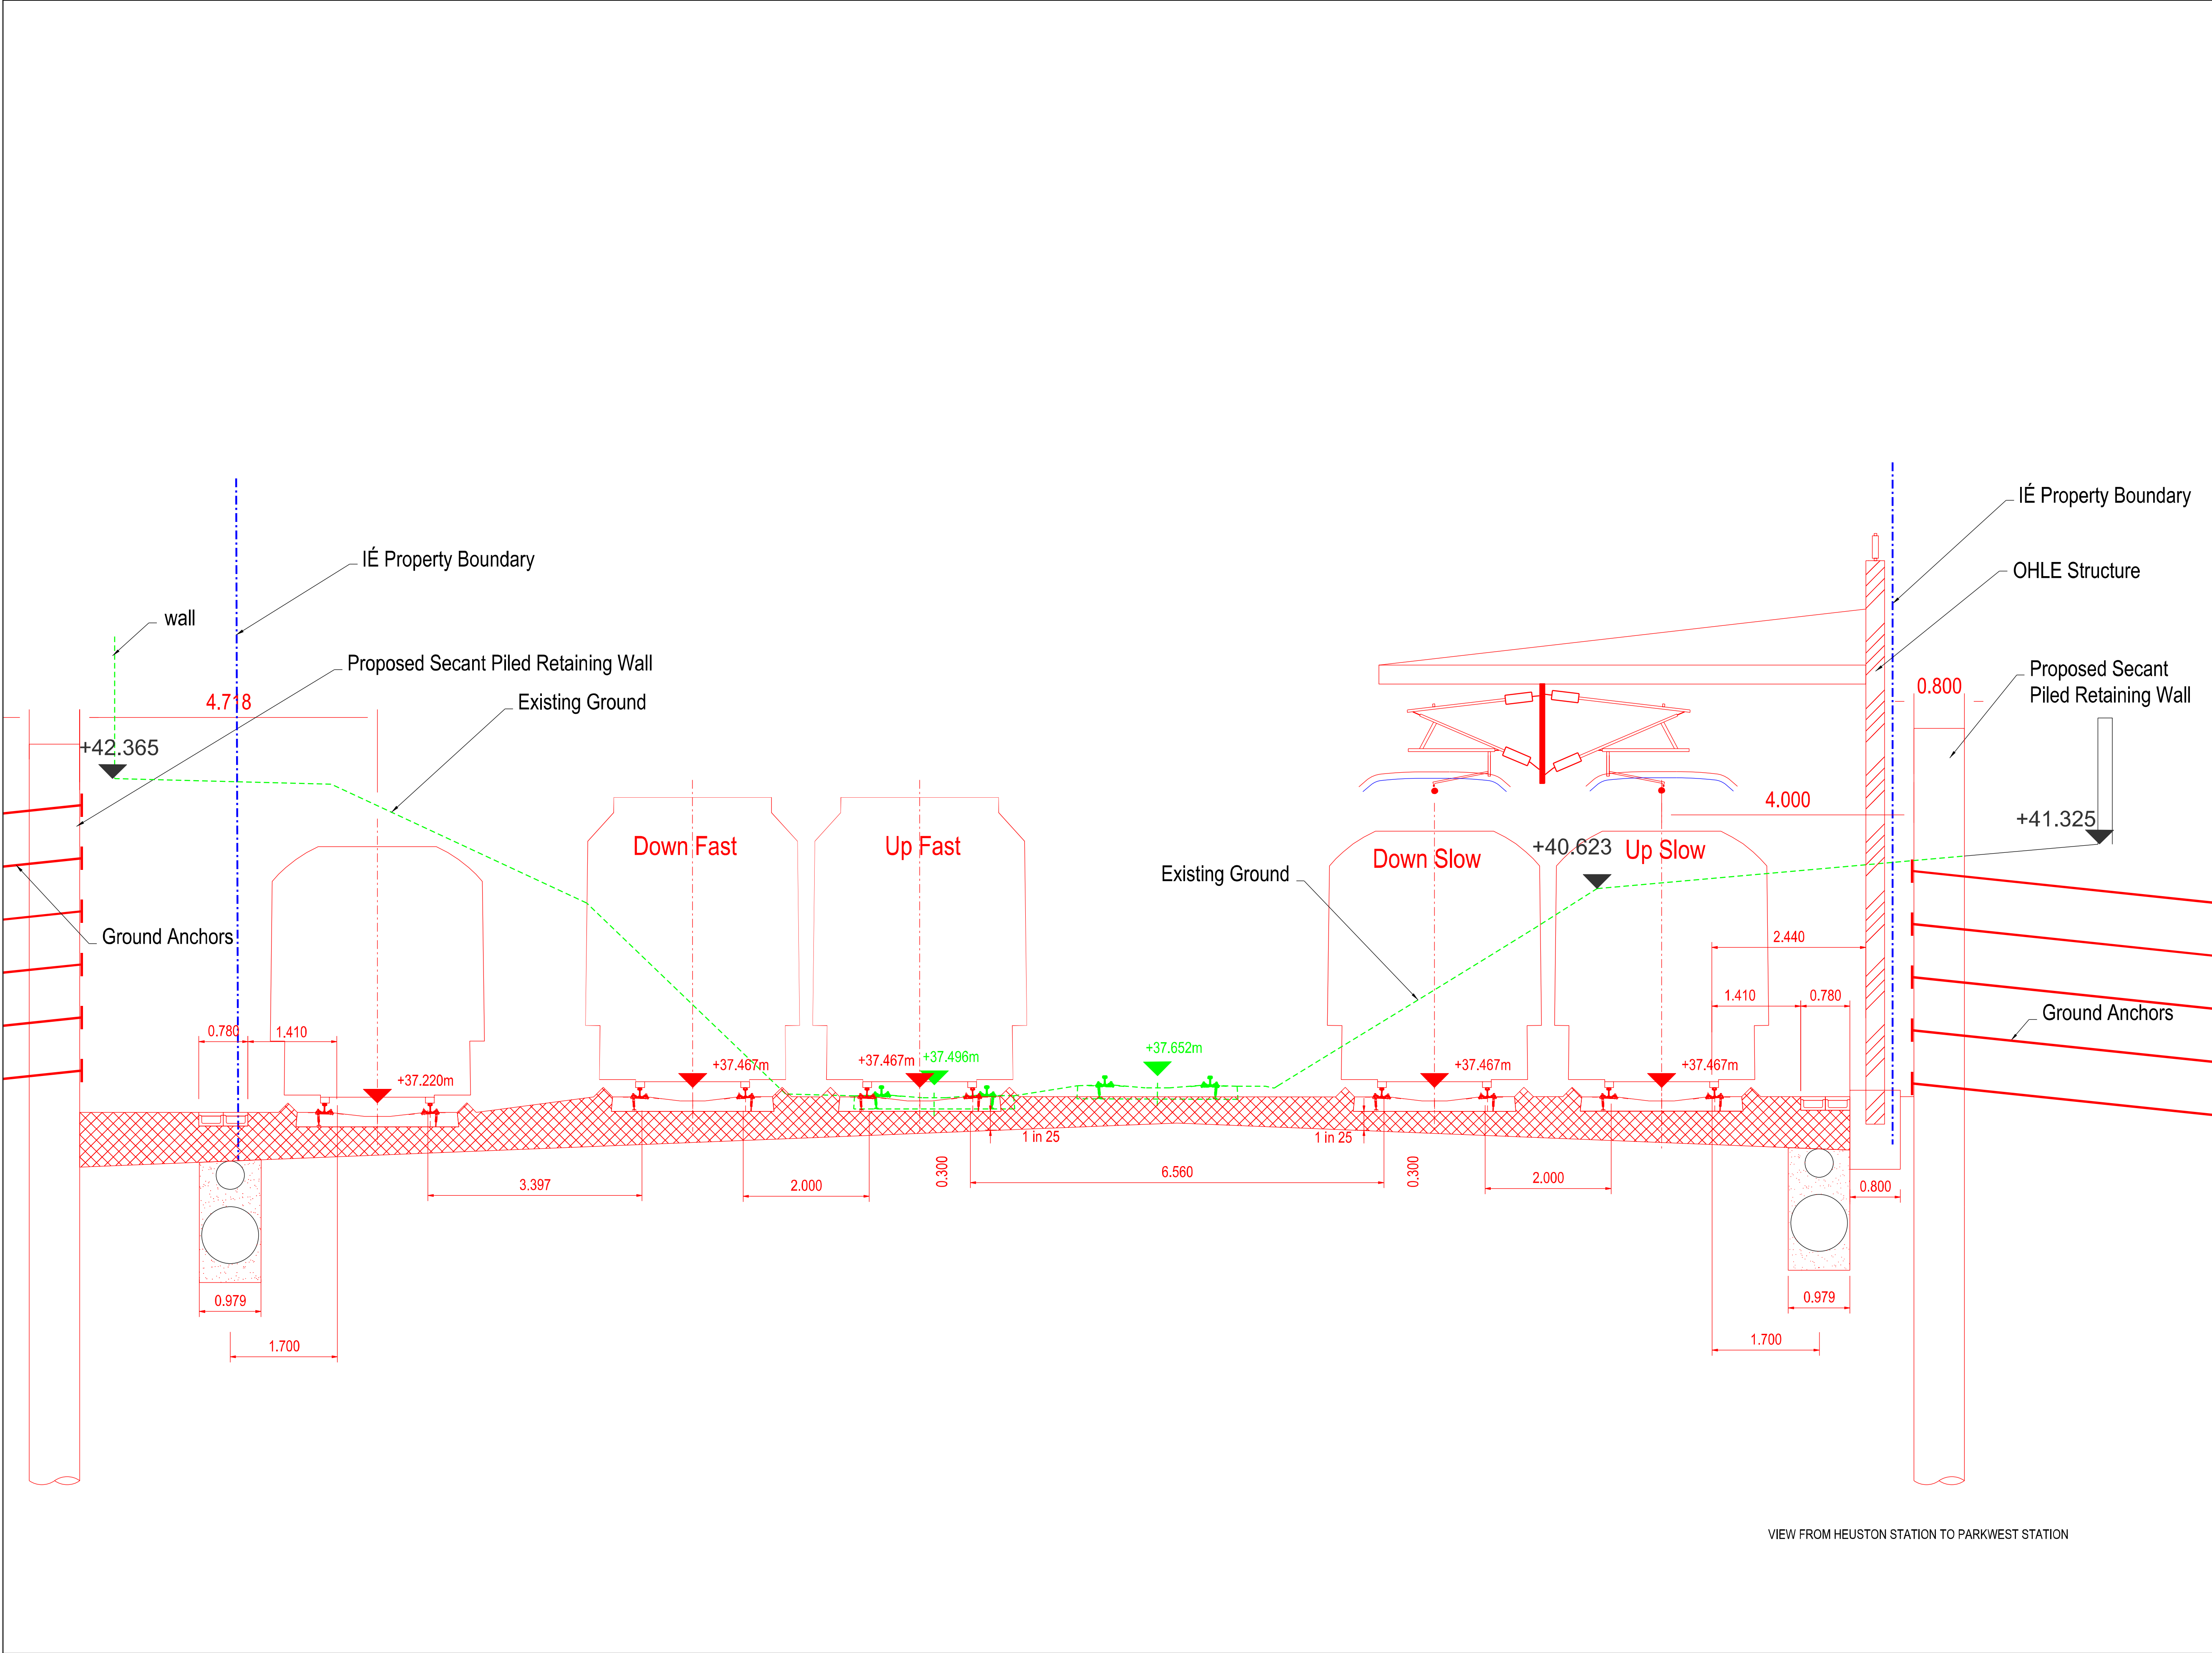 IÉ Property Boundary
IÉ Property Boundary
OHLE Structure
wall
Proposed Secant Piled Retaining Wall
Proposed Secant
Piled Retaining Wall
0.800
4.718
Existing Ground
+42.365
4.000
+41.325
Down Fast
Up Fast
Down Slow
+40.623
Up Slow
Existing Ground
Ground Anchors
2.440
1.410
0.780
Ground Anchors
0.780
1.410
+37.220m
+37.467m
+37.467m
+37.496m
+37.652m
+37.467m
+37.467m
1 in 25
1 in 25
0.300
6.560
0.300
3.397
2.000
2.000
0.800
0.979
0.979
1.700
1.700
VIEW FROM HEUSTON STATION TO PARKWEST STATION